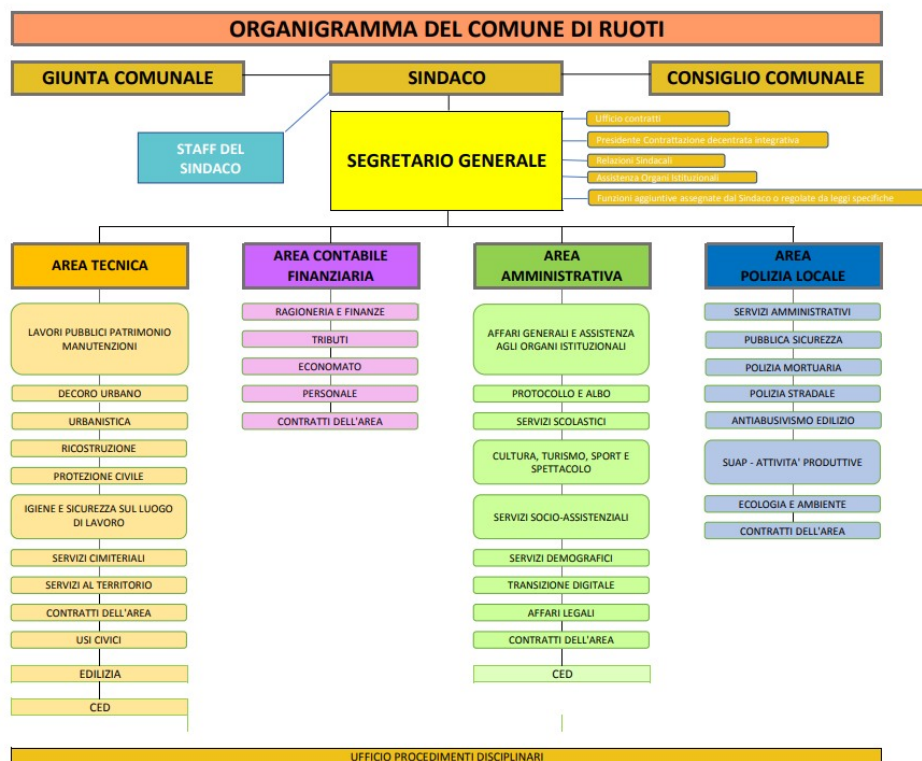 ORGANIGRAMMA DEL COMUNE DI RUOTI
GIUNTA COMUNALE
SINDACO
CONSIGLIO COMUNALE
STAFF DEL
SINDACO
SEGRETARIO GENERALE
Ufficio contratti
Presidente Contrattazione decentrata integrativa
Relazioni Sindacali
Assistenza Organi Istituzionali
Funzioni aggiuntive assegnate dal Sindaco o regolate da leggi specifiche
AREA TECNICA
LAVORI PUBBLICI PATRIMONIO
MANUTENZIONI
DECORO URBANO
URBANISTICA
RICOSTRUZIONE
PROTEZIONE CIVILE
IGIENE E SICUREZZA SUL LUOGO
DI LAVORO
SERVIZI CIMITERIALI
SERVIZI AL TERRITORIO
CONTRATTI DELL'AREA
USI CIVICI
EDILIZIA
CED
AREA CONTABILE
FINANZIARIA
RAGIONERIA E FINANZE
TRIBUTI
ECONOMATO
PERSONALE
CONTRATTI DELL'AREA
AREA
AMMINISTRATIVA
AFFARI GENERALI E ASSISTENZA
AGLI ORGANI ISTITUZIONALI
PROTOCOLLO E ALBO
SERVIZI SCOLASTICI
CULTURA, TURISMO, SPORT E
SPETTACOLO
SERVIZI SOCIO-ASSISTENZIALI
SERVIZI DEMOGRAFICI
TRANSIZIONE DIGITALE
AFFARI LEGALI
CONTRATTI DELL'AREA
CED
AREA
POLIZIA LOCALE
SERVIZI AMMINISTRATIVI
PUBBLICA SICUREZZA
POLIZIA MORTUARIA
POLIZIA STRADALE
ANTIABUSIVISMO EDILIZIO
SUAP - ATTIVITA' PRODUTTIVE
ECOLOGIA E AMBIENTE
CONTRATTI DELL'AREA
UFFICIO PROCEDIMENTI DISCIPLINARI